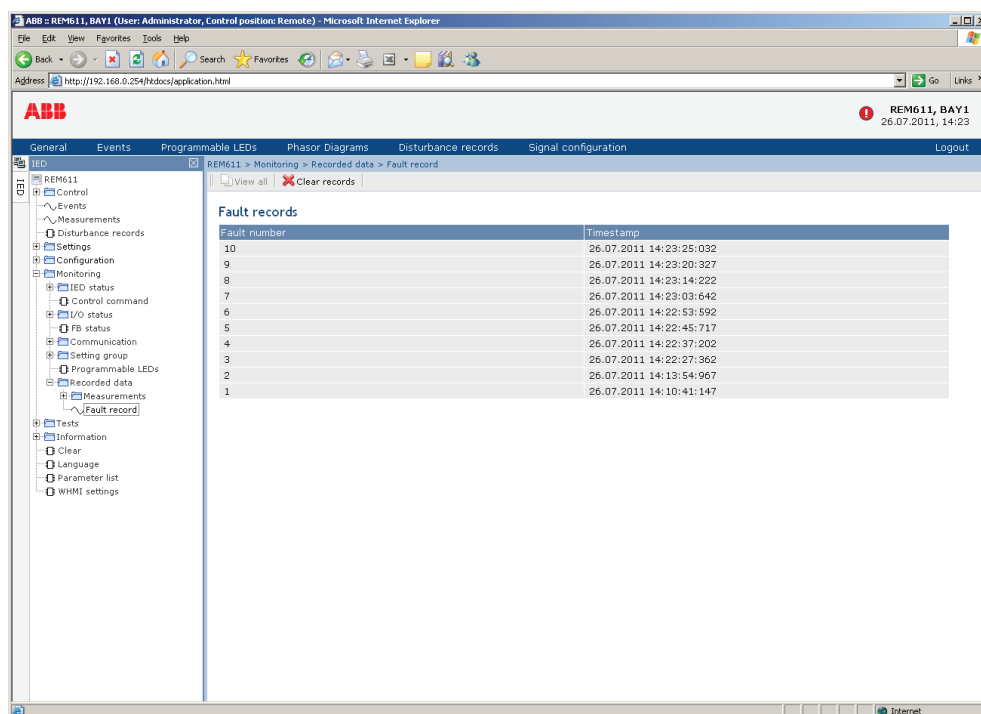 ABB :: REM611, BAY1 (User: Administrator, Control position: Remote) - Microsoft Internet Explorer
File Edit View Favorites Tools Help
Back Search Favorites
Address http://192.168.0.254/htdocs/application.html Go Links
ABB
REM611, BAY1
26.07.2011, 14:23
General Events Programmable LEDs Phasor Diagrams Disturbance records Signal configuration Logout
IED
IED
REM611 > Monitoring > Recorded data > Fault record
View all Clear records
REM611
Control
Events
Measurements
Disturbance records
Settings
Configuration
Monitoring
IED status
Control command
I/O status
FB status
Communication
Setting group
Programmable LEDs
Recorded data
Measurements
Fault record
Tests
Information
Clear
Language
Parameter list
WHMI settings
Fault records
Fault number Timestamp
10 26.07.2011 14:23:25:032
9 26.07.2011 14:23:20:327
8 26.07.2011 14:23:14:222
7 26.07.2011 14:23:03:642
6 26.07.2011 14:22:53:592
5 26.07.2011 14:22:45:717
4 26.07.2011 14:22:37:202
3 26.07.2011 14:22:27:362
2 26.07.2011 14:13:54:967
1 26.07.2011 14:10:41:147
Internet